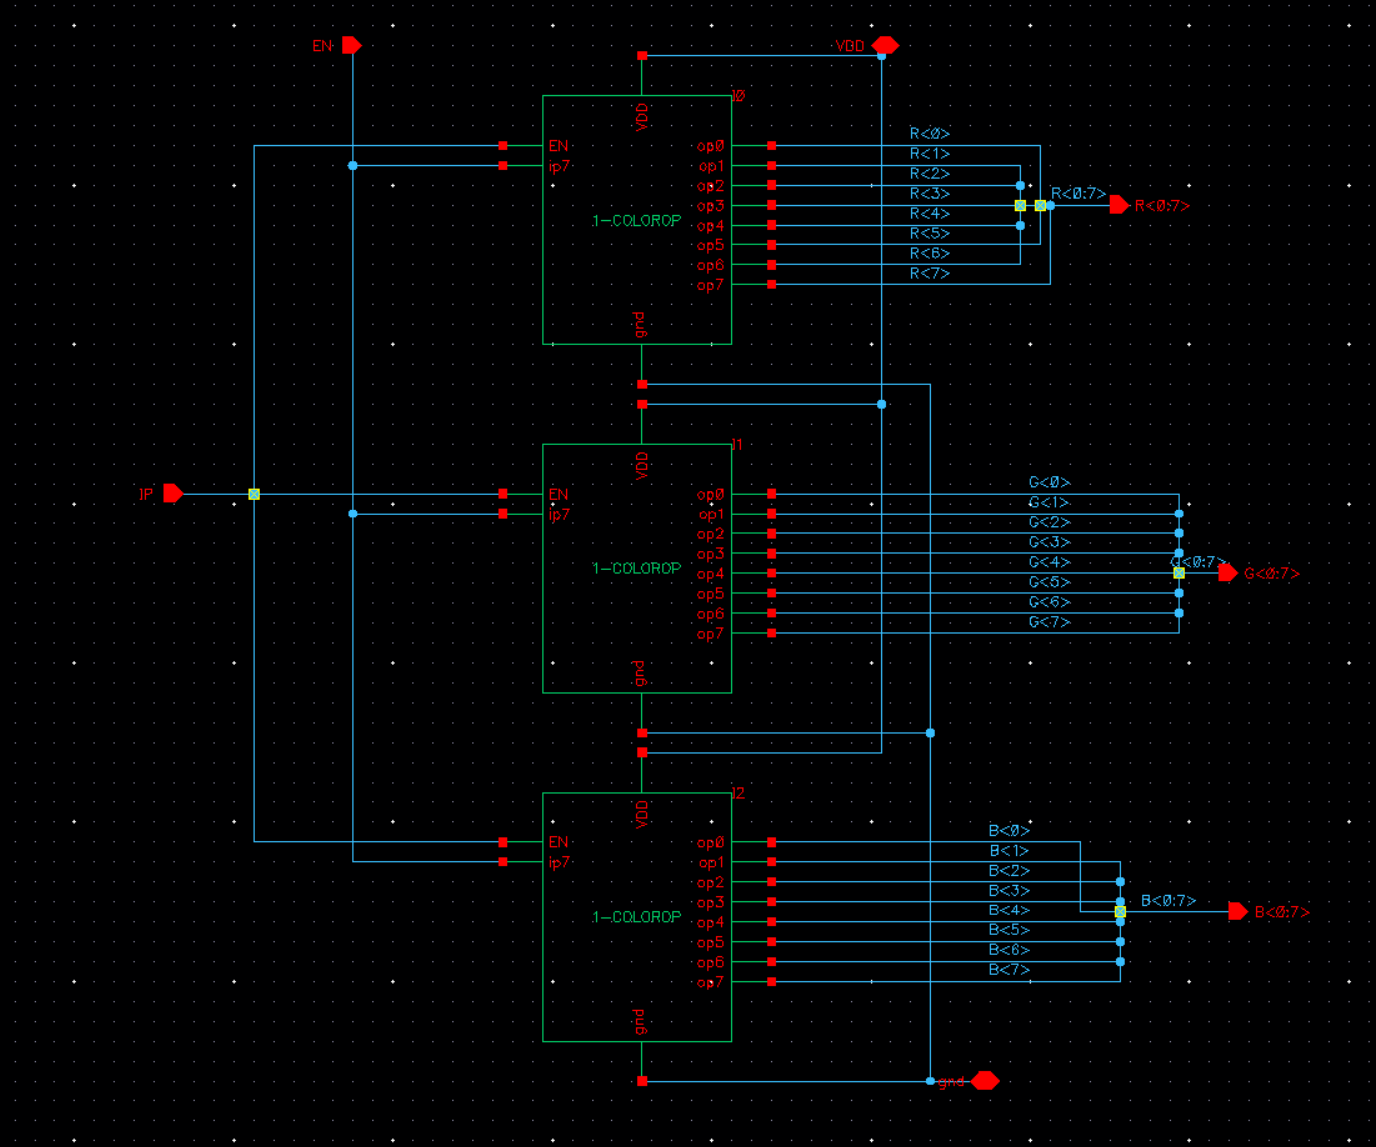 EN
VDD
I0
VDD
EN
ip7
1-COLOROP
op0
op1
op2
op3
op4
op5
op6
op7
gnd
R<0>
R<1>
R<2>
R<3>
R<4>
R<5>
R<6>
R<7>
R<0:7>
R<0:7>
IP
I1
VDD
EN
ip7
1-COLOROP
op0
op1
op2
op3
op4
op5
op6
op7
gnd
G<0>
G<1>
G<2>
G<3>
G<4>
G<5>
G<6>
G<7>
G<0:7>
G<0:7>
I2
VDD
EN
ip7
1-COLOROP
op0
op1
op2
op3
op4
op5
op6
op7
gnd
B<0>
B<1>
B<2>
B<3>
B<4>
B<5>
B<6>
B<7>
B<0:7>
B<0:7>
gnd